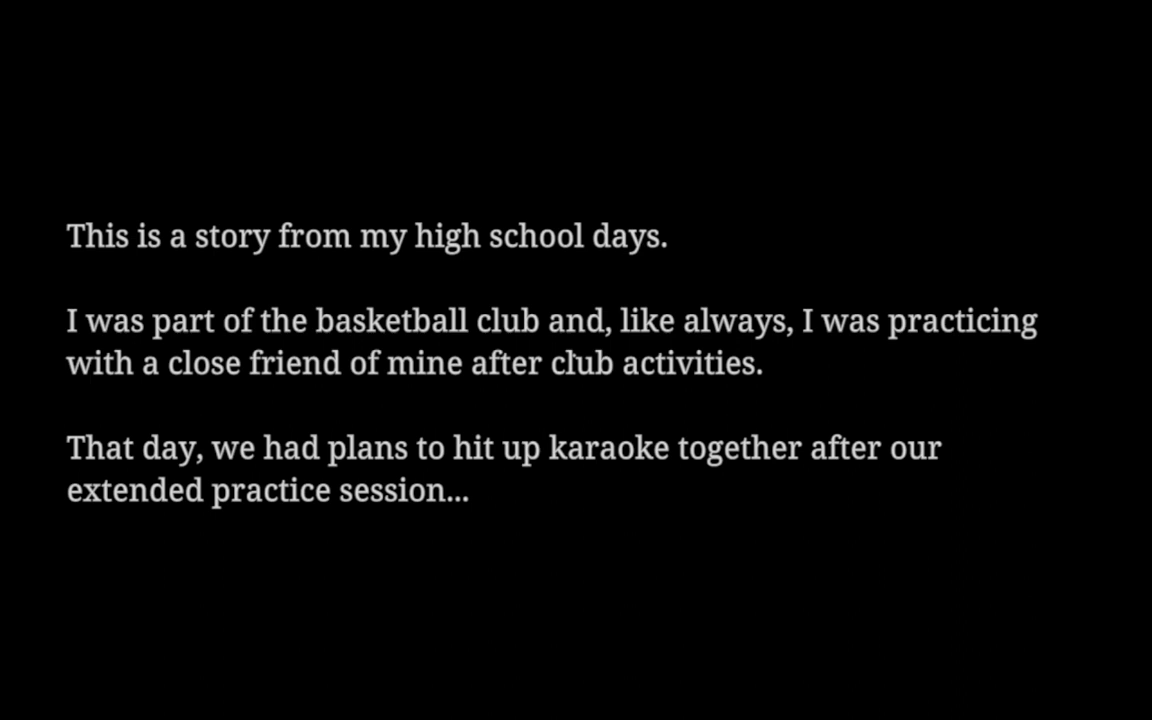 This is a story from my high school days.
I was part of the basketball club and, like always, I was practicing
with a close friend of mine after club activities.
That day, we had plans to hit up karaoke together after our
extended practice session...